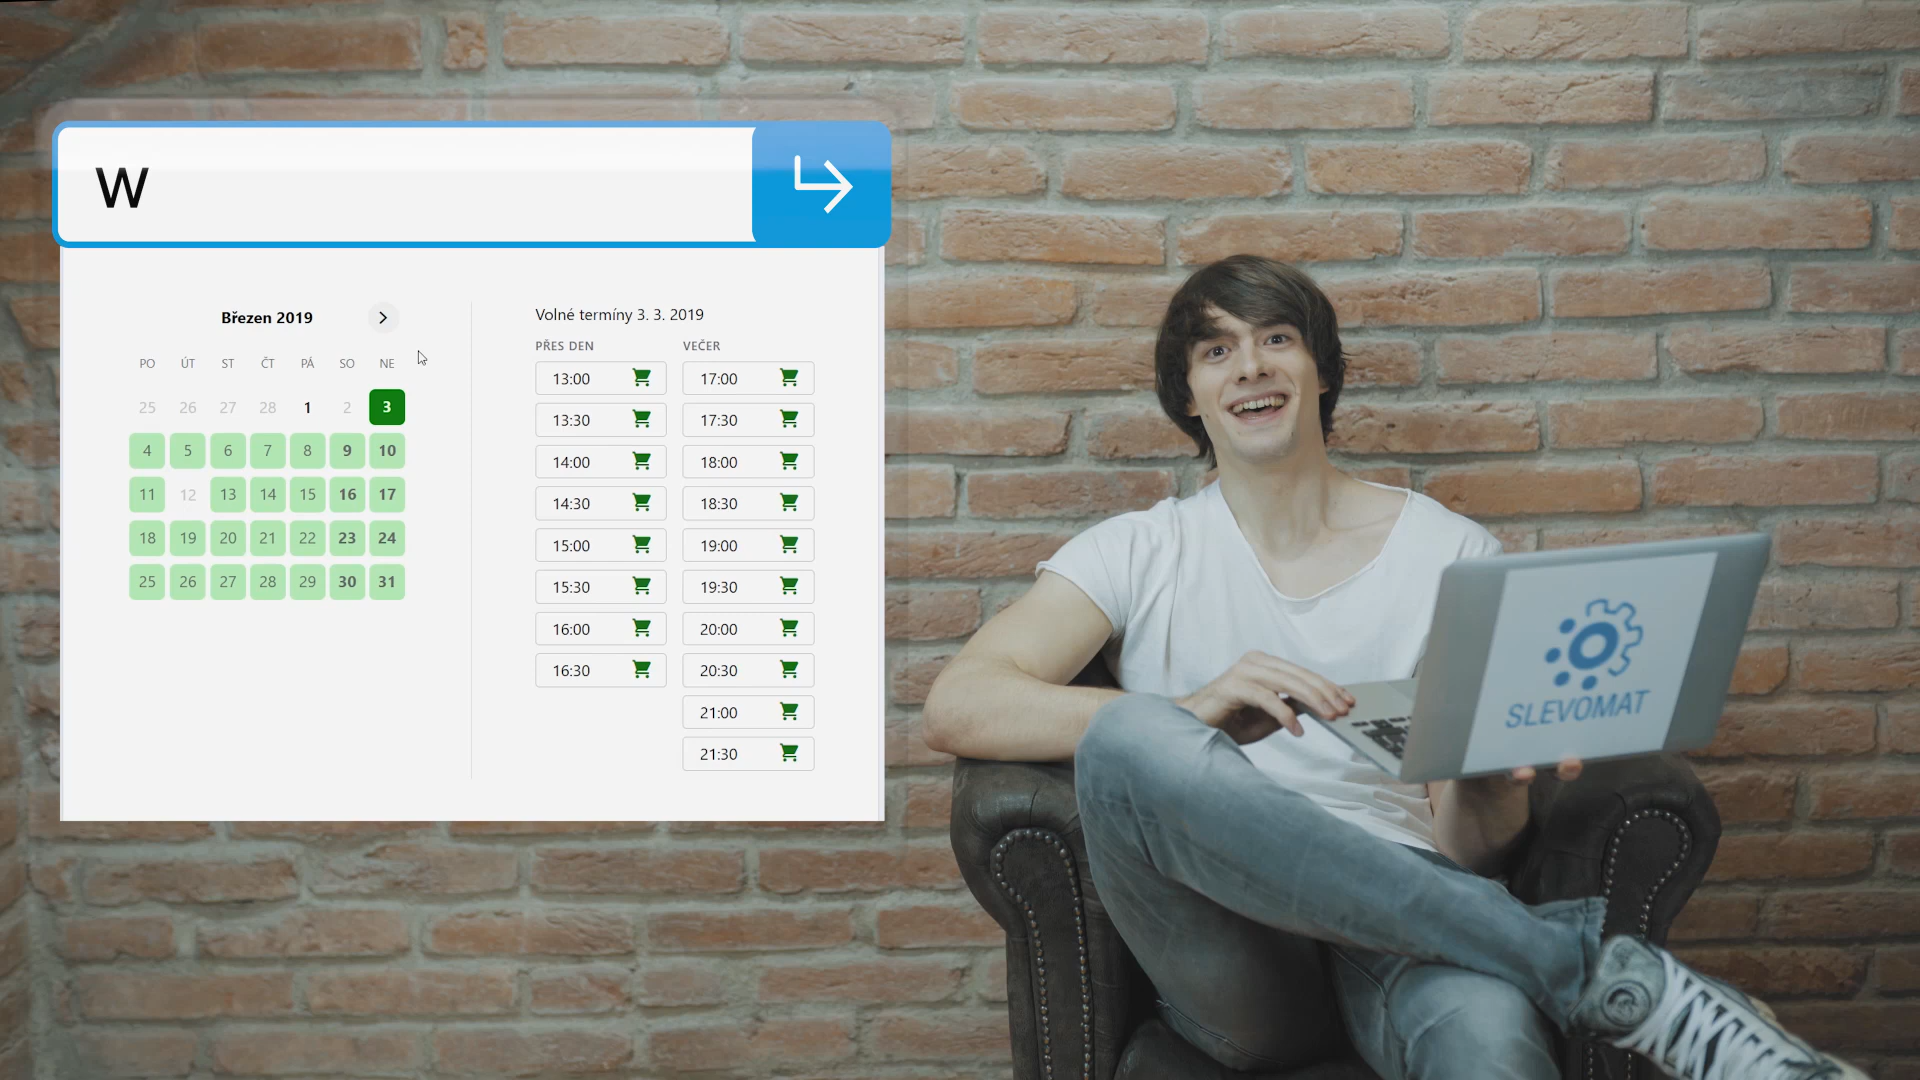 W
Březen 2019
PO ÚT ST ČT PÁ SO NE
25 26 27 28 1 2 3
4 5 6 7 8 9 10
11 12 13 14 15 16 17
18 19 20 21 22 23 24
25 26 27 28 29 30 31
Volné termíny 3. 3. 2019
PŘES DEN
13:00
13:30
14:00
14:30
15:00
15:30
16:00
16:30
VEČER
17:00
17:30
18:00
18:30
19:00
19:30
20:00
20:30
21:00
21:30
SLEVOMAT